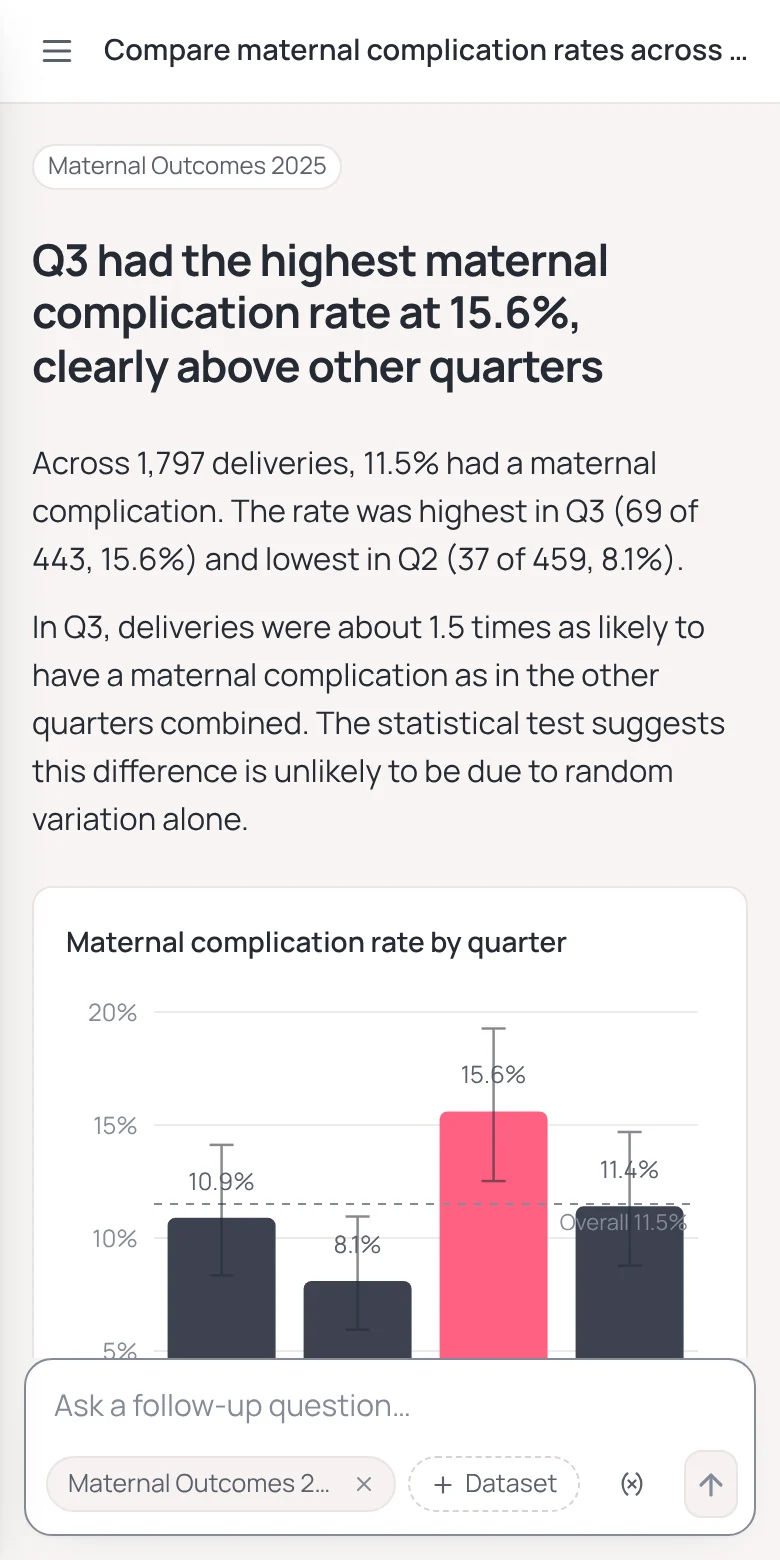 Compare maternal complication rates across ...
Maternal Outcomes 2025
Q3 had the highest maternal
complication rate at 15.6%,
clearly above other quarters
Across 1,797 deliveries, 11.5% had a maternal
complication. The rate was highest in Q3 (69 of
443, 15.6%) and lowest in Q2 (37 of 459, 8.1%).
In Q3, deliveries were about 1.5 times as likely to
have a maternal complication as in the other
quarters combined. The statistical test suggests
this difference is unlikely to be due to random
variation alone.
Maternal complication rate by quarter
20%
15.6%
15%
11.4%
10.9%
Overall 11.5%
10%
8.1%
5%
Ask a follow-up question...
Maternal Outcomes 2... ×
+ Dataset
(x)